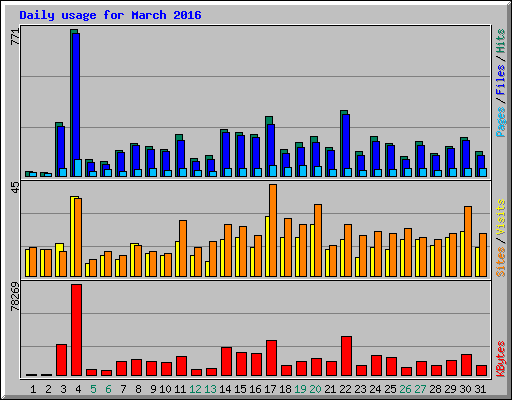 Daily usage for March 2016
771
Pages / Files / Hits
45
Sites / Visits
78269
KBytes
1 2 3 4 5 6 7 8 9 10 11 12 13 14 15 16 17 18 19 20 21 22 23 24 25 26 27 28 29 30 31